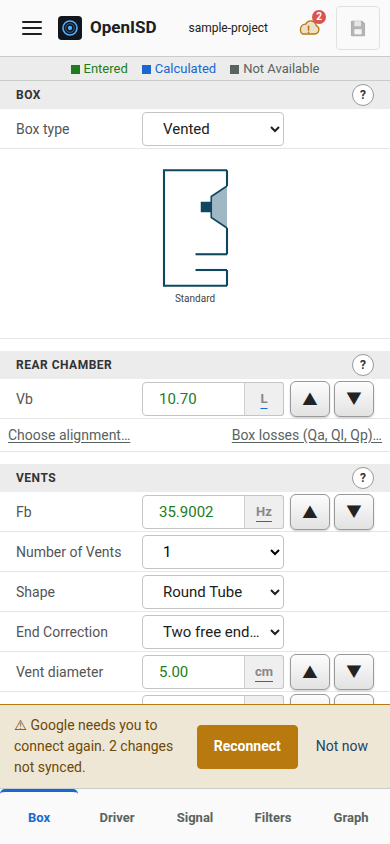 OpenISD
sample-project
2
Entered
Calculated
Not Available
BOX
?
Box type
Vented
Standard
REAR CHAMBER
?
Vb
10.70
L
▲
▼
Choose alignment...
Box losses (Qa, Ql, Qp)...
VENTS
?
Fb
35.9002
Hz
▲
▼
Number of Vents
1
Shape
Round Tube
End Correction
Two free end...
Vent diameter
5.00
cm
▲
▼
⚠ Google needs you to
connect again. 2 changes
not synced.
Reconnect
Not now
Box
Driver
Signal
Filters
Graph